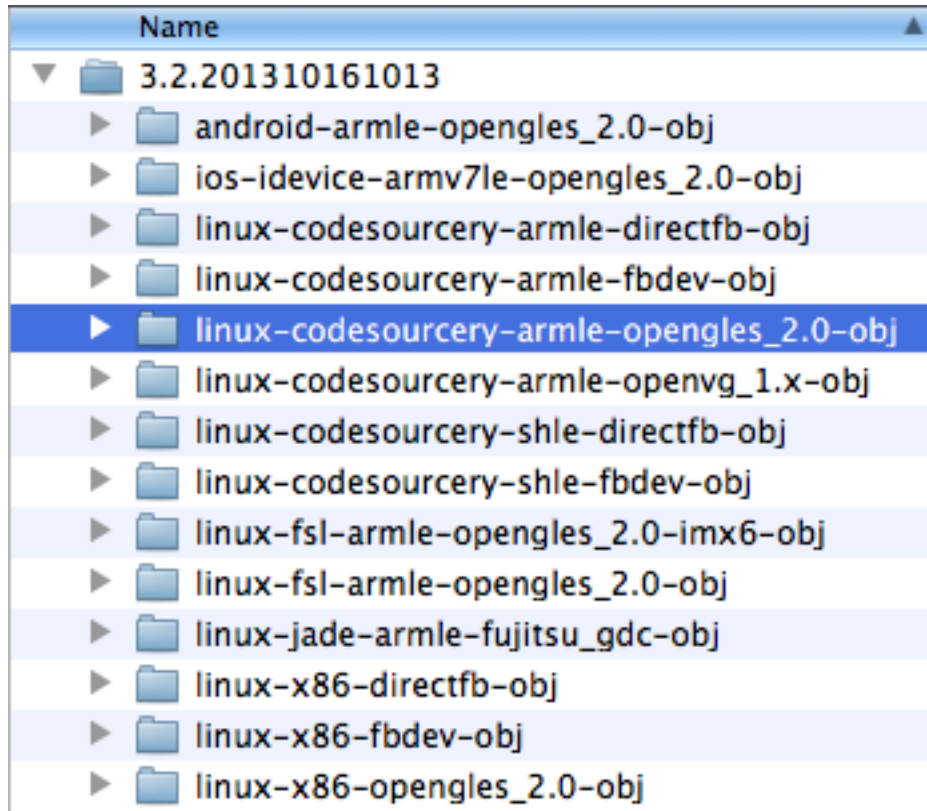 Name
3.2.201310161013
android-armle-opengles_2.0-obj
ios-idevice-armv7le-opengles_2.0-obj
linux-codesourcery-armle-directfb-obj
linux-codesourcery-armle-fbdev-obj
linux-codesourcery-armle-opengles_2.0-obj
linux-codesourcery-armle-openvg_1.x-obj
linux-codesourcery-shle-directfb-obj
linux-codesourcery-shle-fbdev-obj
linux-fsl-armle-opengles_2.0-imx6-obj
linux-fsl-armle-opengles_2.0-obj
linux-jade-armle-fujitsu_gdc-obj
linux-x86-directfb-obj
linux-x86-fbdev-obj
linux-x86-opengles_2.0-obj